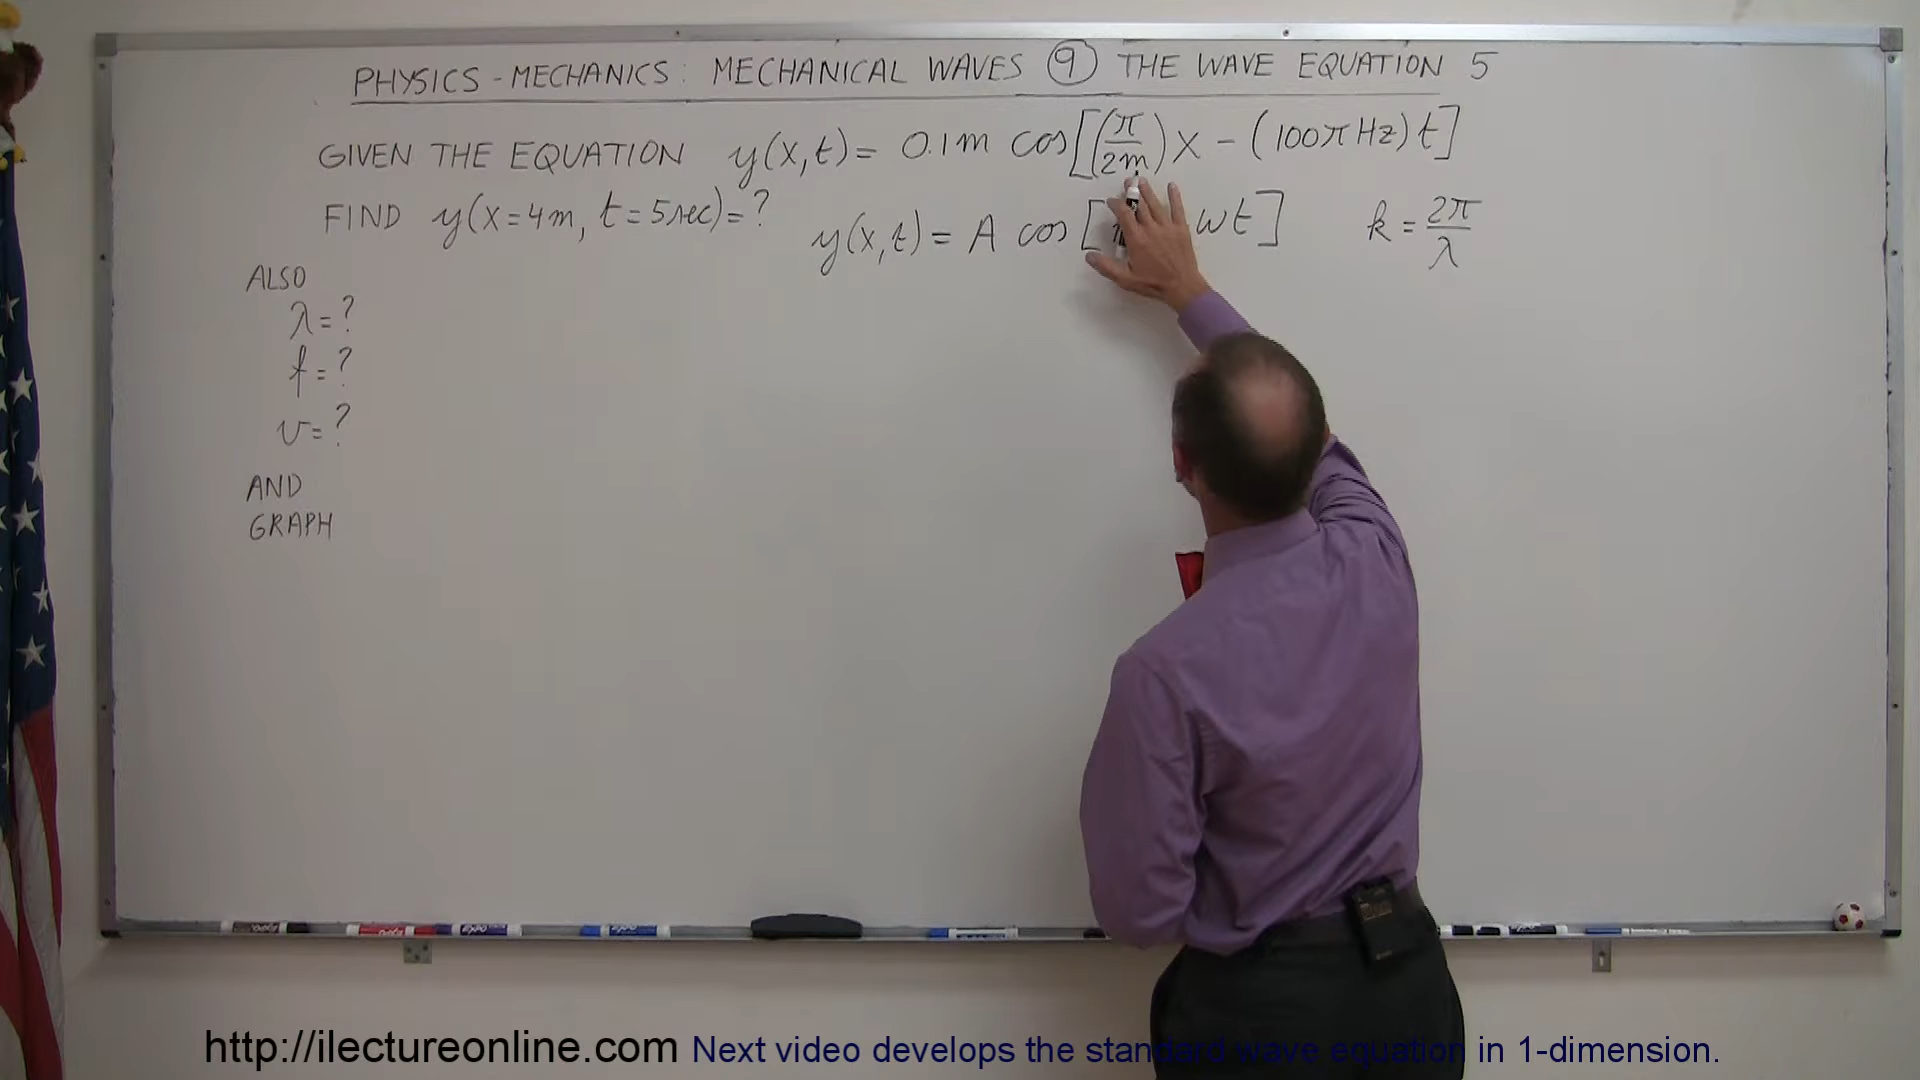 PHYSICS - MECHANICS: MECHANICAL WAVES ⑨ THE WAVE EQUATION 5
GIVEN THE EQUATION y(x,t) = 0.1m cos[(π/2m)x - (100π Hz)t]
FIND y(x=4m, t=5sec)=?
y(x,t) = A cos[ ωt]
k = 2π/λ
ALSO
λ=?
f=?
v=?
AND
GRAPH
http://ilectureonline.com Next video develops the standard wave equation in 1-dimension.